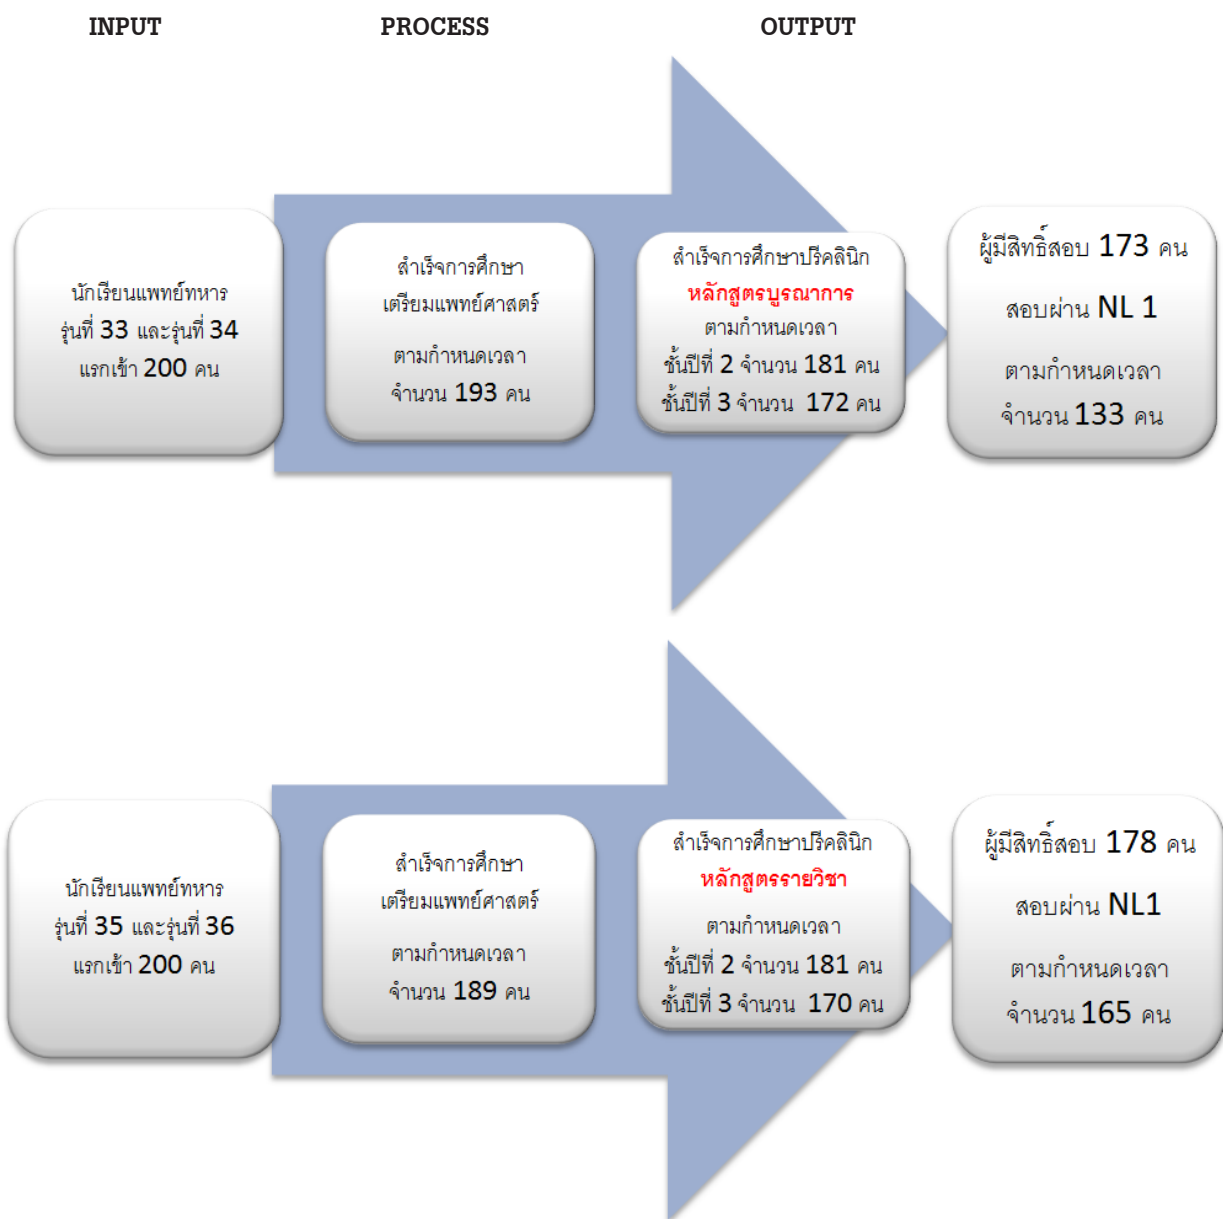 INPUT PROCESS OUTPUT
นักเรียนแพทย์ทหาร
รุ่นที่ 33 และรุ่นที่ 34
แรกเข้า 200 คน
สำเร็จการศึกษา
เตรียมแพทย์ศาสตร์
ตามกำหนดเวลา
จำนวน 193 คน
สำเร็จการศึกษาปรีคลินิก
หลักสูตรบูรณาการ
ตามกำหนดเวลา
ชั้นปีที่ 2 จำนวน 181 คน
ชั้นปีที่ 3 จำนวน 172 คน
ผู้มีสิทธิ์สอบ 173 คน
สอบผ่าน NL 1
ตามกำหนดเวลา
จำนวน 133 คน
นักเรียนแพทย์ทหาร
รุ่นที่ 35 และรุ่นที่ 36
แรกเข้า 200 คน
สำเร็จการศึกษา
เตรียมแพทย์ศาสตร์
ตามกำหนดเวลา
จำนวน 189 คน
สำเร็จการศึกษาปรีคลินิก
หลักสูตรรายวิชา
ตามกำหนดเวลา
ชั้นปีที่ 2 จำนวน 181 คน
ชั้นปีที่ 3 จำนวน 170 คน
ผู้มีสิทธิ์สอบ 178 คน
สอบผ่าน NL1
ตามกำหนดเวลา
จำนวน 165 คน